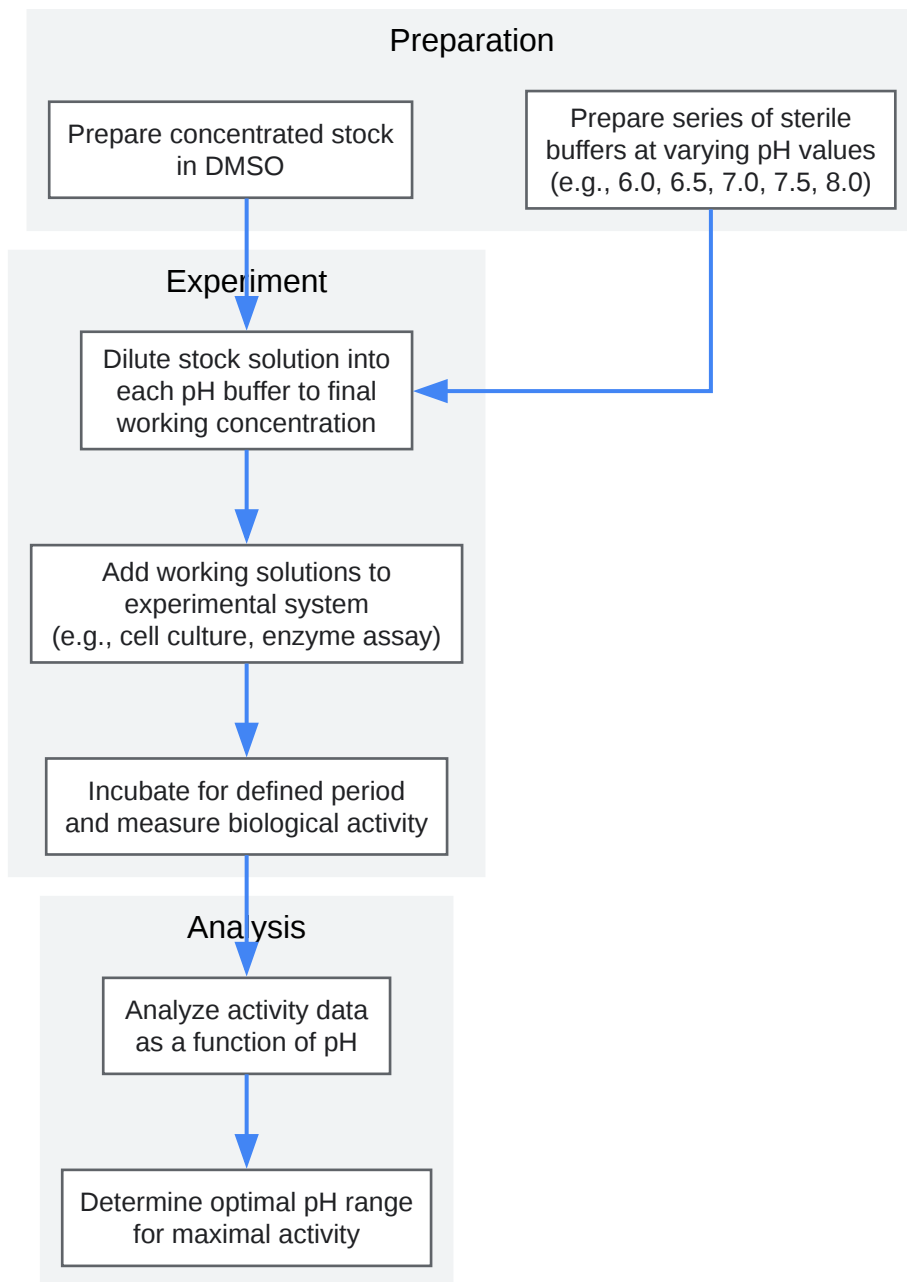 Preparation
Prepare concentrated stock
in DMSO
Prepare series of sterile
buffers at varying pH values
(e.g., 6.0, 6.5, 7.0, 7.5, 8.0)
Experiment
Dilute stock solution into
each pH buffer to final
working concentration
Add working solutions to
experimental system
(e.g., cell culture, enzyme assay)
Incubate for defined period
and measure biological activity
Analysis
Analyze activity data
as a function of pH
Determine optimal pH range
for maximal activity